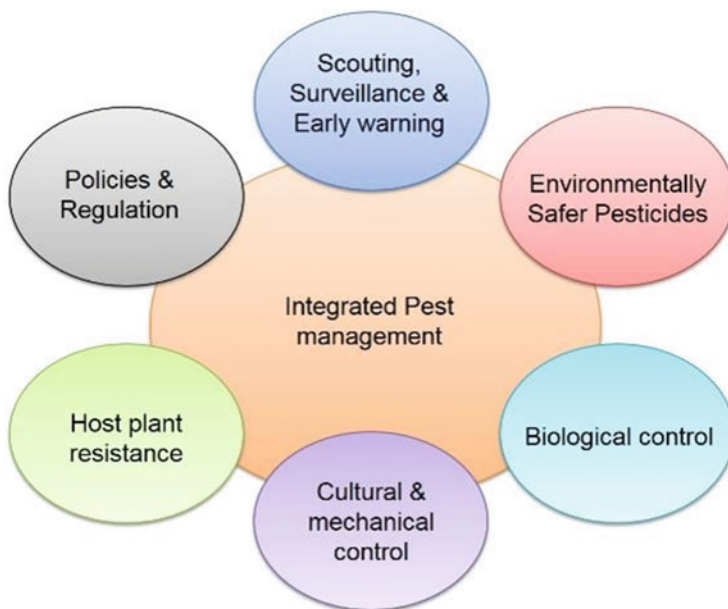 Scouting,
Surveillance &
Early warning
Policies &
Regulation
Environmentally
Safer Pesticides
Integrated Pest
management
Host plant
resistance
Biological control
Cultural &
mechanical
control